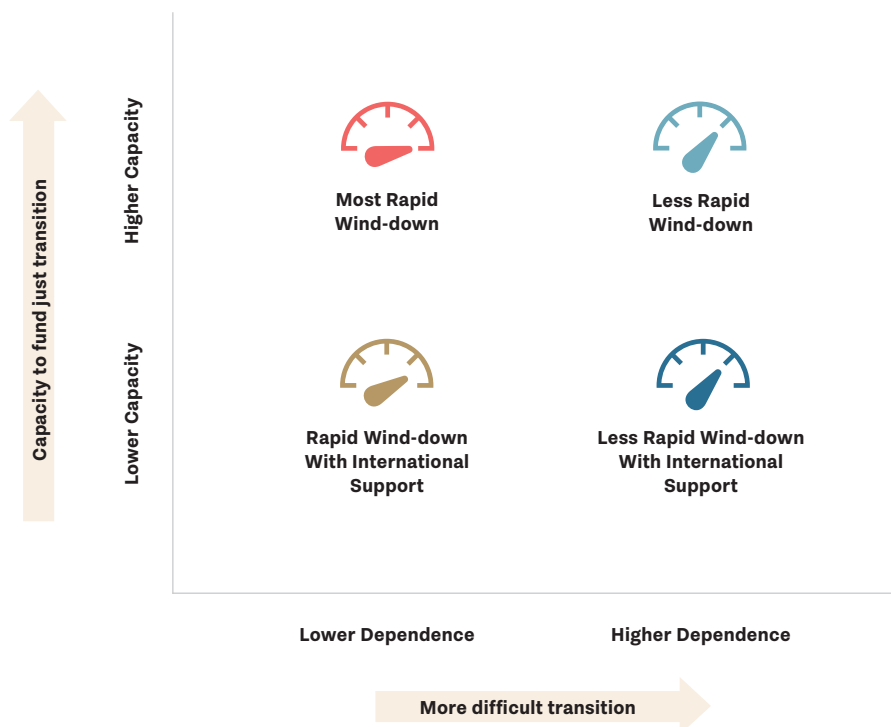 Capacity to fund just transition
Higher Capacity
Lower Capacity
Most Rapid
Wind-down
Less Rapid
Wind-down
Rapid Wind-down
With International
Support
Less Rapid Wind-down
With International
Support
Lower Dependence
Higher Dependence
More difficult transition